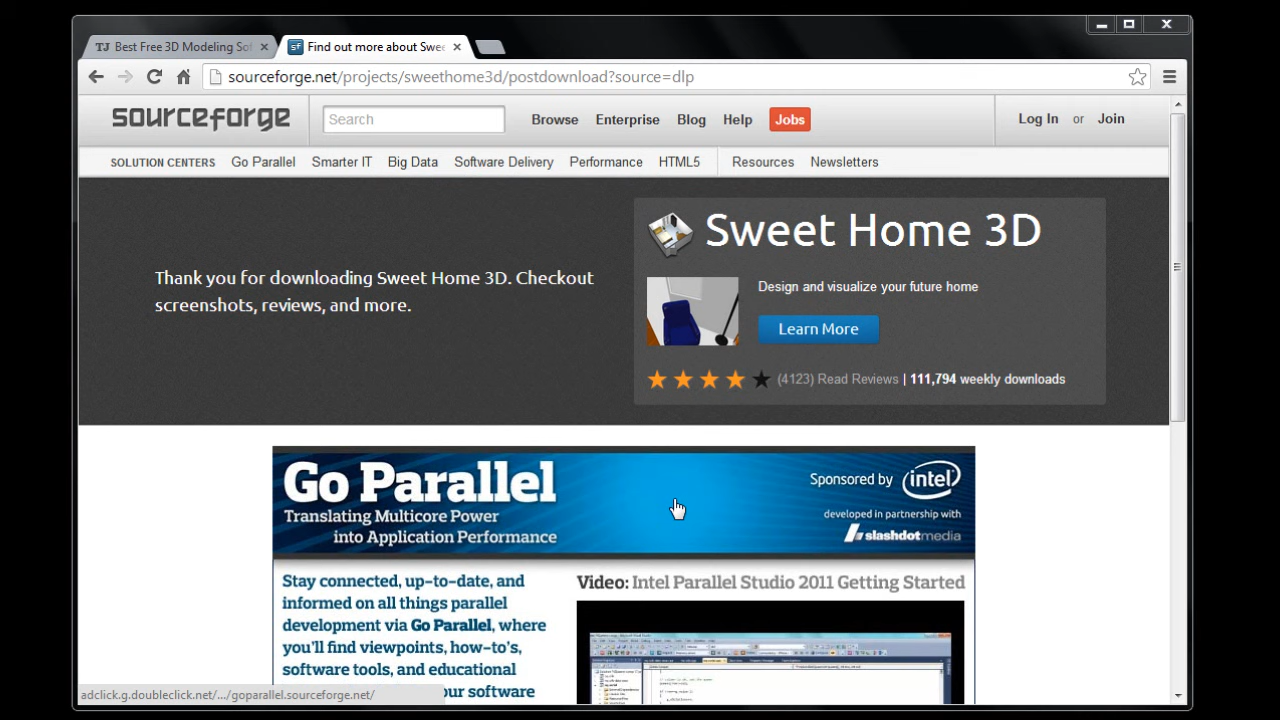 TJ Best Free 3D Modeling Sof
sf Find out more about Swee
sourceforge.net/projects/sweethome3d/postdownload?source=dlp
sourceforge
Search
Browse Enterprise Blog Help Jobs
Log In or Join
SOLUTION CENTERS Go Parallel Smarter IT Big Data Software Delivery Performance HTML5 Resources Newsletters
Thank you for downloading Sweet Home 3D. Checkout
screenshots, reviews, and more.
Sweet Home 3D
Design and visualize your future home
Learn More
(4123) Read Reviews | 111,794 weekly downloads
Go Parallel
Translating Multicore Power
into Application Performance
Sponsored by intel
developed in partnership with
slashdotmedia
Stay connected, up-to-date, and
informed on all things parallel
development via Go Parallel, where
you'll find viewpoints, how-to's,
software tools, and educational
our software
Video: Intel Parallel Studio 2011 Getting Started
adclick.g.doubleclick.net/.../goparallel.sourceforge.net/